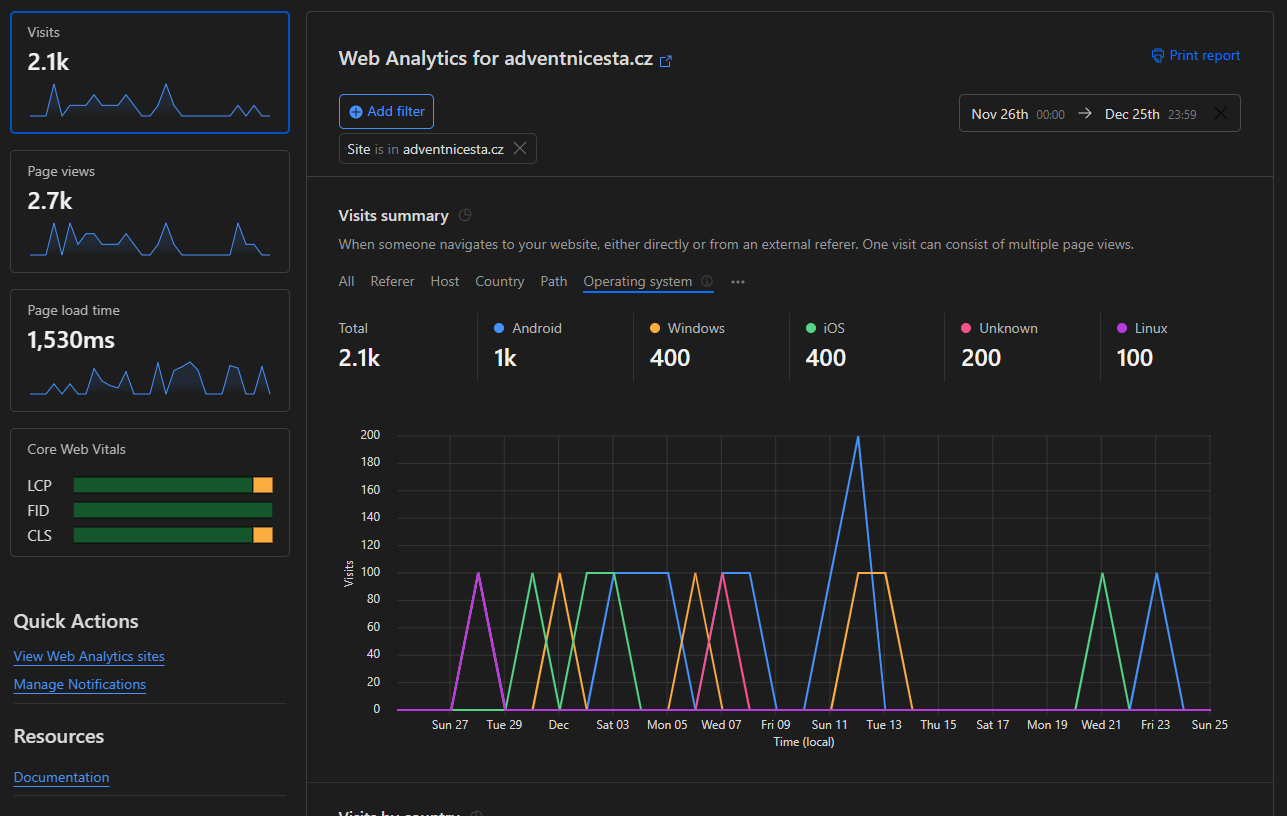 Visits
2.1k
Page views
2.7k
Page load time
1,530ms
Core Web Vitals
LCP
FID
CLS
Quick Actions
View Web Analytics sites
Manage Notifications
Resources
Documentation
Web Analytics for adventnicesta.cz
Print report
Add filter
Nov 26th 00:00 → Dec 25th 23:59
Site is in adventnicesta.cz
Visits summary
When someone navigates to your website, either directly or from an external referer. One visit can consist of multiple page views.
All Referer Host Country Path Operating system
Total Android Windows iOS Unknown Linux
2.1k 1k 400 400 200 100
200
180
160
140
120
100
80
60
40
20
0
Visits
Sun 27 Tue 29 Dec Sat 03 Mon 05 Wed 07 Fri 09 Sun 11 Tue 13 Thu 15 Sat 17 Mon 19 Wed 21 Fri 23 Sun 25
Time (local)
Visits by country